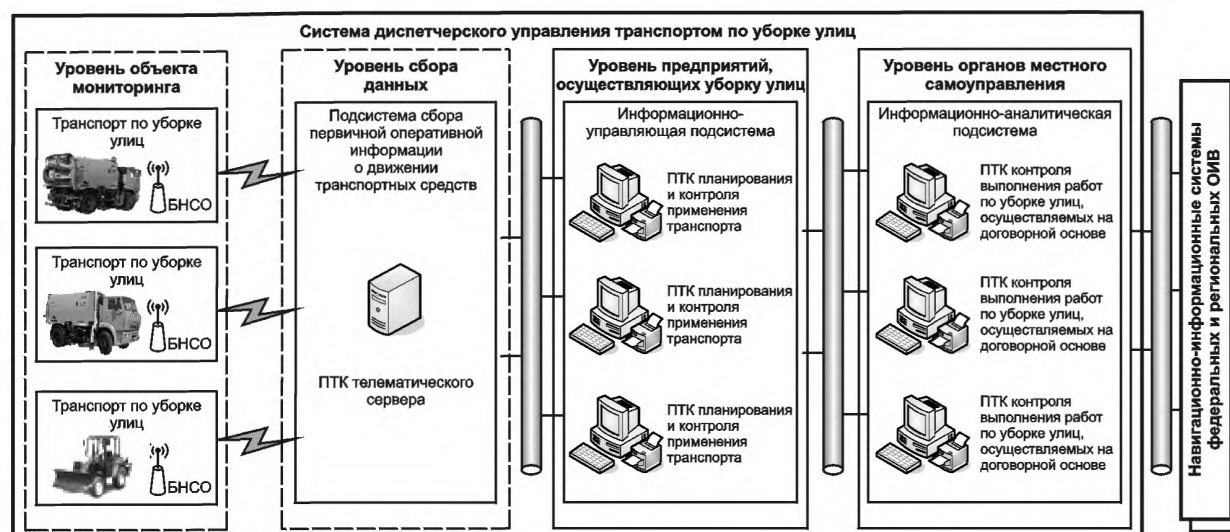 Система диспетчерского управления транспортом по уборке улиц
Уровень объекта
мониторинга
Транспорт по уборке
улиц
БНСО
Транспорт по уборке
улиц
БНСО
Транспорт по уборке
улиц
БНСО
Уровень сбора
данных
Подсистема сбора
первичной оперативной
информации
о движении
транспортных средств
ПТК телематического
сервера
Уровень предприятий,
осуществляющих уборку улиц
Информационно-
управляющая подсистема
ПТК планирования
и контроля
применения
транспорта
ПТК планирования
и контроля
применения
транспорта
ПТК планирования
и контроля
применения
транспорта
Уровень органов местного
самоуправления
Информационно-аналитическая
подсистема
ПТК контроля
выполнения работ
по уборке улиц,
осуществляемых на
договорной основе
ПТК контроля
выполнения работ
по уборке улиц,
осуществляемых на
договорной основе
ПТК контроля
выполнения работ
по уборке улиц,
осуществляемых на
договорной основе
Навигационно-информационные системы
федеральных и региональных ОИВ